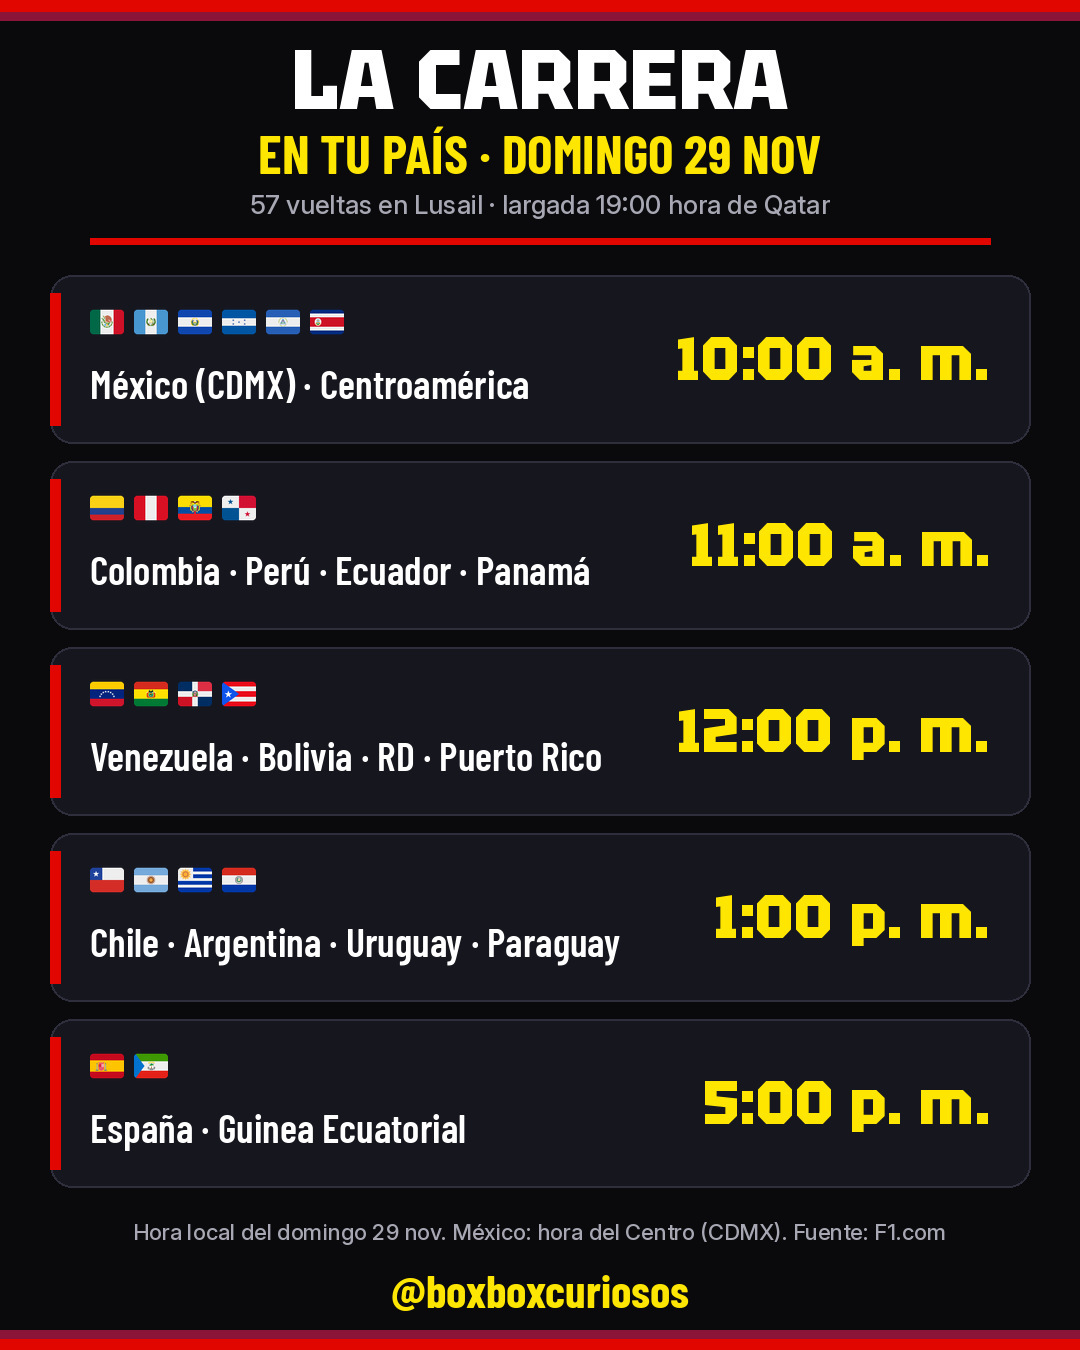 LA CARRERA
EN TU PAÍS · DOMINGO 29 NOV
57 vueltas en Lusail · largada 19:00 hora de Qatar
México (CDMX) · Centroamérica
10:00 a. m.
Colombia · Perú · Ecuador · Panamá
11:00 a. m.
Venezuela · Bolivia · RD · Puerto Rico
12:00 p. m.
Chile · Argentina · Uruguay · Paraguay
1:00 p. m.
España · Guinea Ecuatorial
5:00 p. m.
Hora local del domingo 29 nov. México: hora del Centro (CDMX). Fuente: F1.com
@boxboxcuriosos